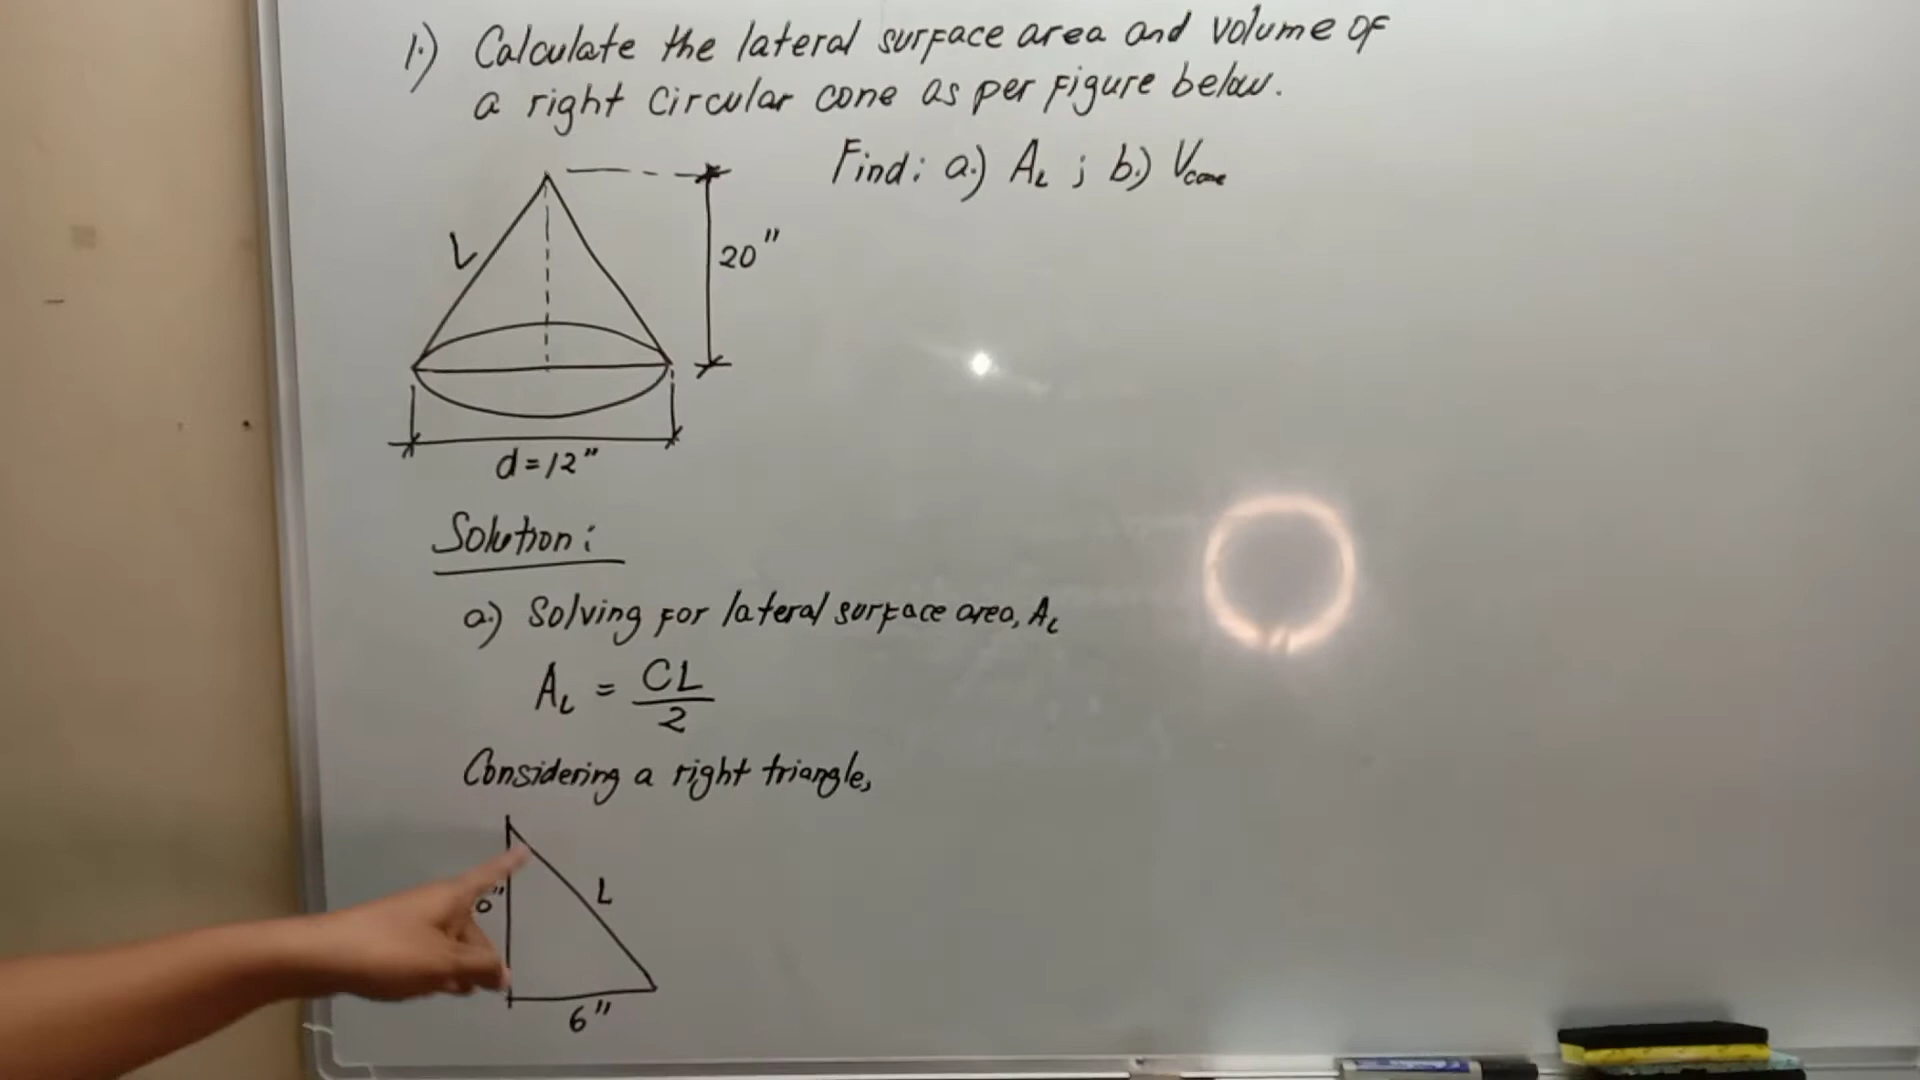 1.) Calculate the lateral surface area and volume of
a right circular cone as per figure below.
Find: a.) AL ; b.) Vcone
L
20"
d=12"
Solution:
a.) Solving for lateral surface area, AL
AL = CL/2
Considering a right triangle,
0"
L
6"